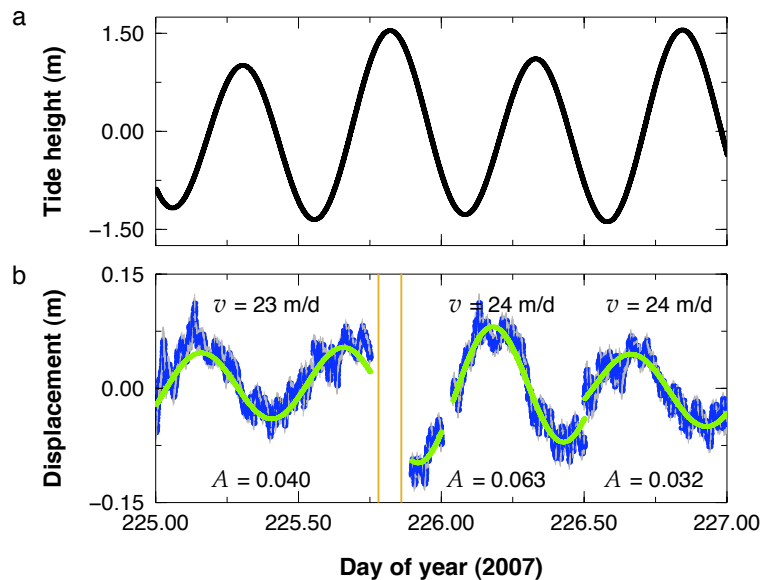 a
Tide height (m)
1.50
0.00
−1.50
b
Displacement (m)
0.15
0.00
−0.15
v = 23 m/d
v = 24 m/d
v = 24 m/d
A = 0.040
A = 0.063
A = 0.032
225.00
225.50
226.00
226.50
227.00
Day of year (2007)